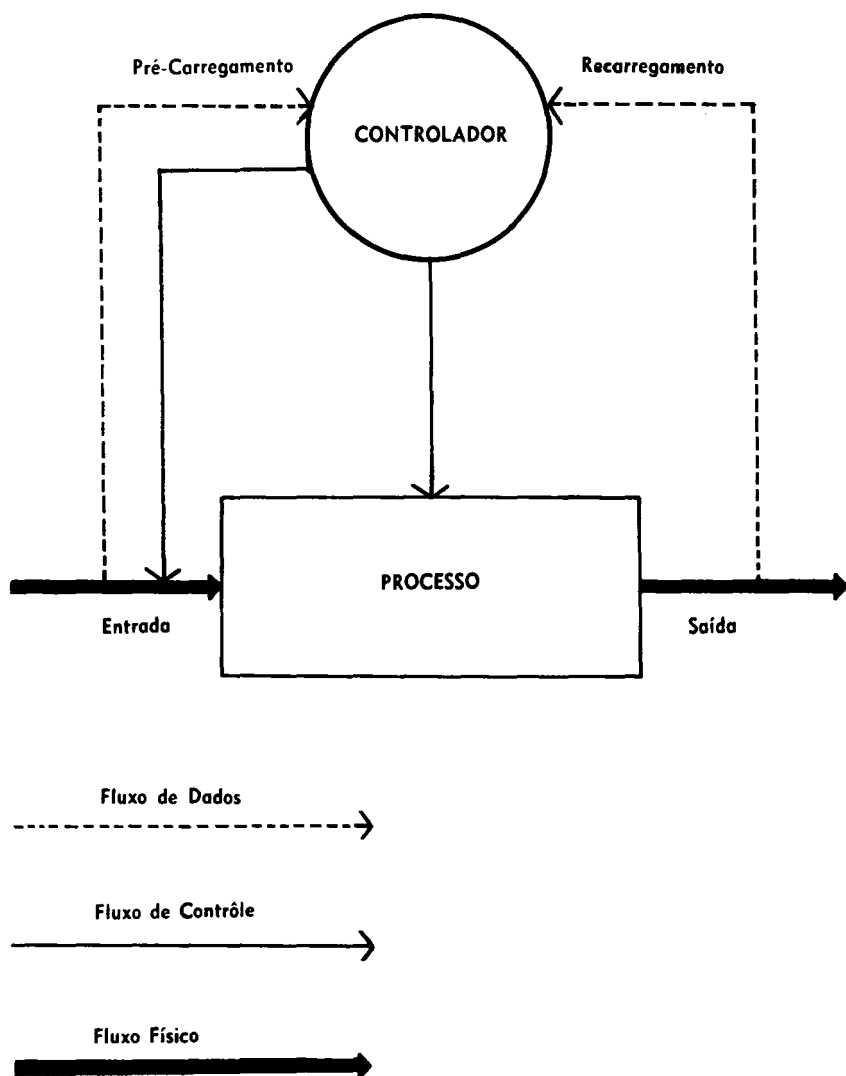 Pré-Carregamento
Recarregamento
CONTROLADOR
PROCESSO
Entrada
Saída
Fluxo de Dados
Fluxo de Contrôle
Fluxo Físico